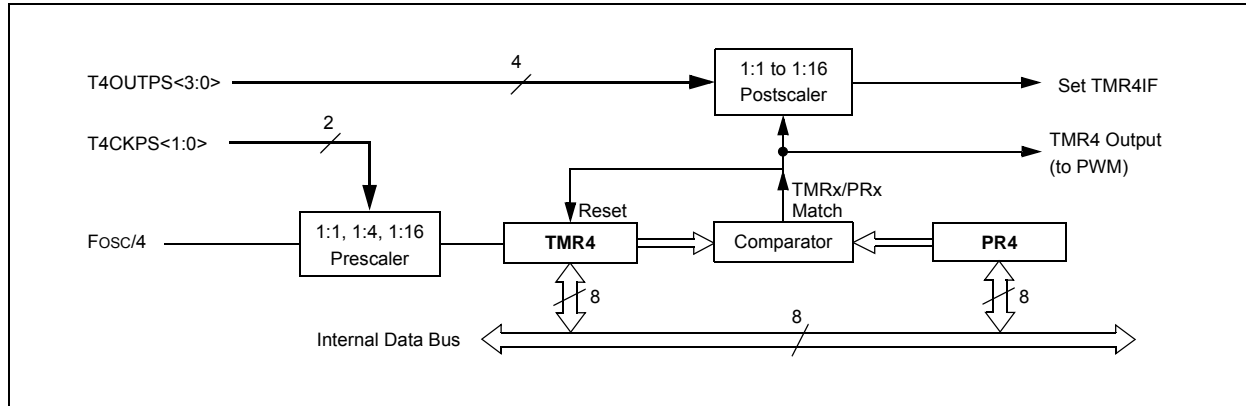 T4OUTPS<3:0>
4
1:1 to 1:16
Postscaler
Set TMR4IF
T4CKPS<1:0>
2
TMR4 Output
(to PWM)
TMRx/PRx
Match
Reset
FOSC/4
1:1, 1:4, 1:16
Prescaler
TMR4
Comparator
PR4
8
8
8
Internal Data Bus